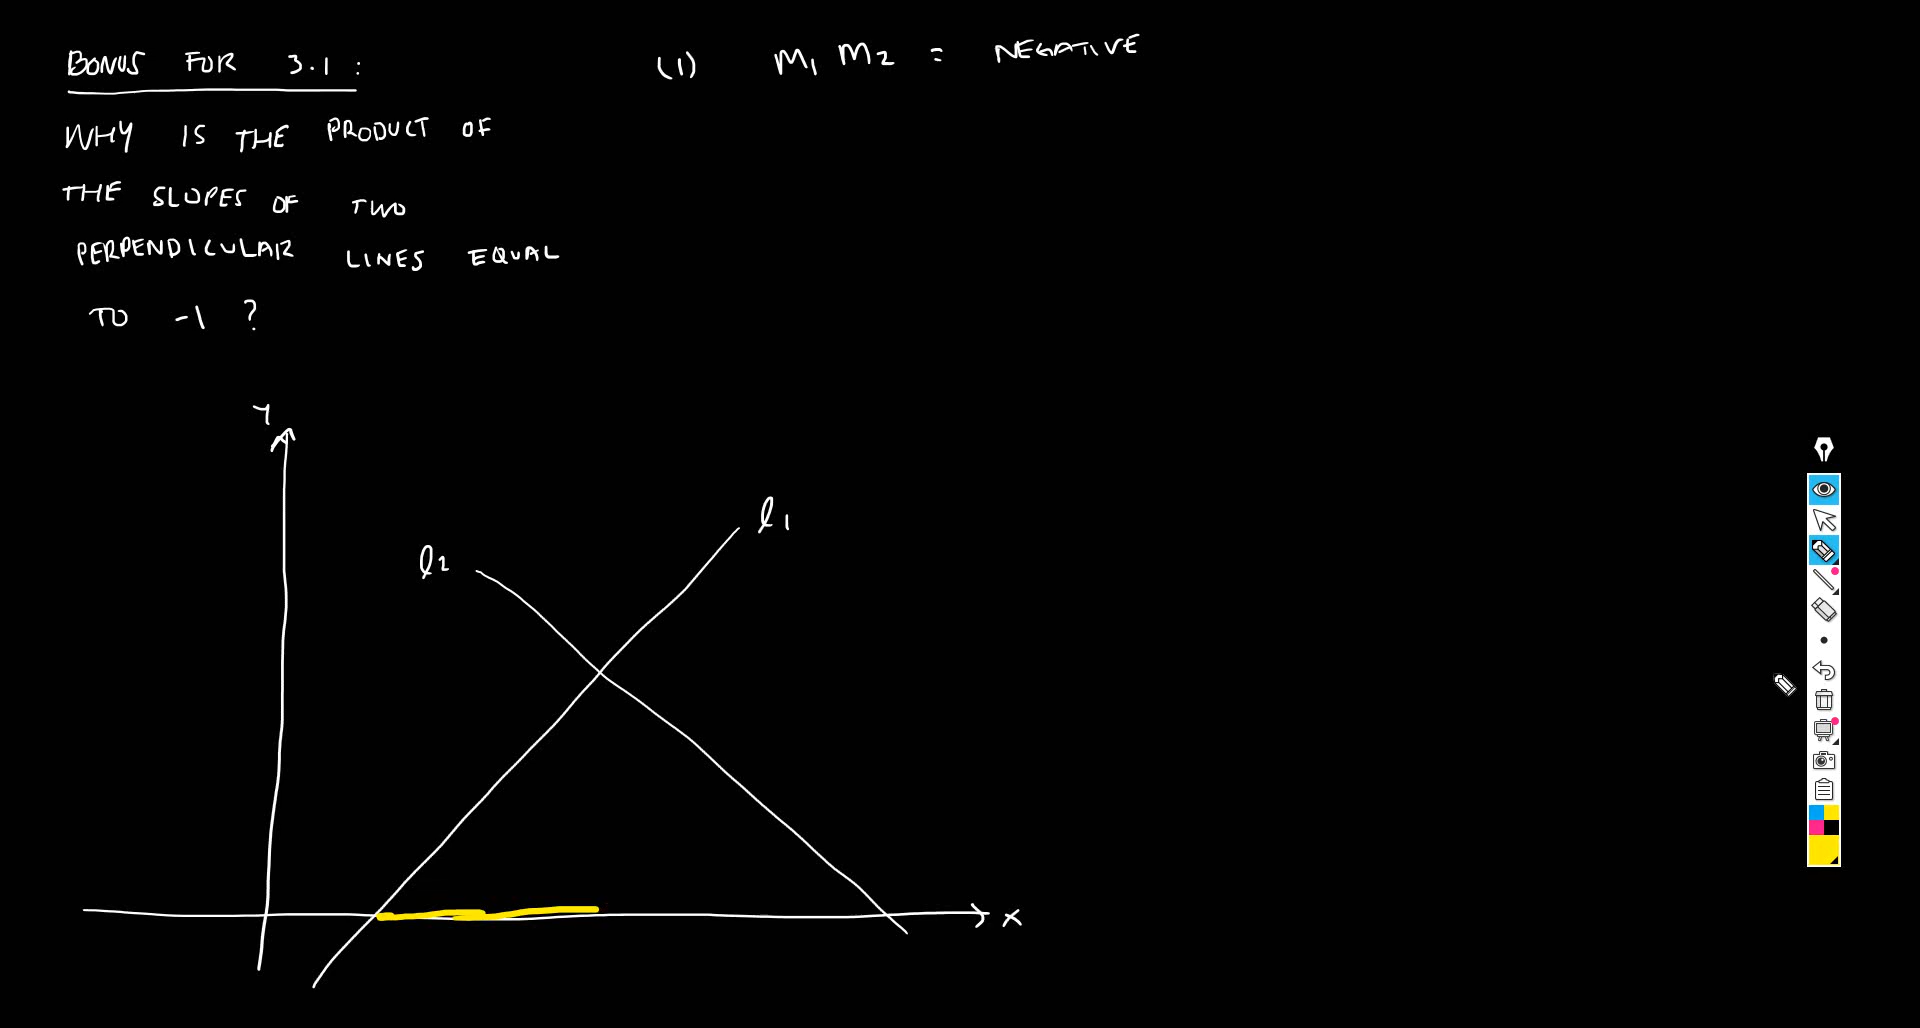 BONUS FOR 3.1 :
WHY IS THE PRODUCT OF
THE SLOPES OF TWO
PERPENDICULAR LINES EQUAL
TO -1 ?
(1) M1 M2 = NEGATIVE
Y
l1
l2
X